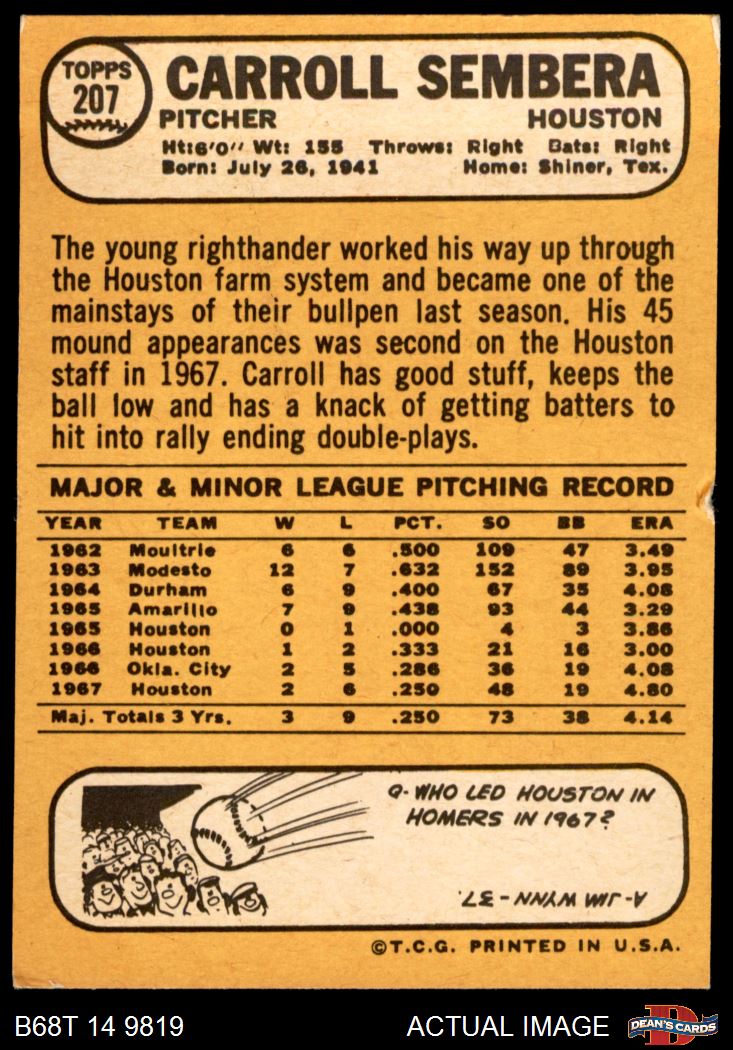 TOPPS
207
CARROLL SEMBERA
PITCHER HOUSTON
Ht: 6'0" Wt: 155 Throws: Right Bats: Right
Born: July 26, 1941 Home: Shiner, Tex.
The young righthander worked his way up through
the Houston farm system and became one of the
mainstays of their bullpen last season. His 45
mound appearances was second on the Houston
staff in 1967. Carroll has good stuff, keeps the
ball low and has a knack of getting batters to
hit into rally ending double-plays.
MAJOR & MINOR LEAGUE PITCHING RECORD
YEAR TEAM W L PCT. SO BB ERA
1962 Moultrie 6 6 .500 109 47 3.49
1963 Modesto 12 7 .632 152 89 3.95
1964 Durham 6 9 .400 67 35 4.08
1965 Amarillo 7 9 .438 93 44 3.29
1965 Houston 0 1 .000 4 3 3.86
1966 Houston 1 2 .333 21 16 3.00
1966 Okla. City 2 5 .286 36 19 4.08
1967 Houston 2 6 .250 48 19 4.80
Maj. Totals 3 Yrs. 3 9 .250 73 38 4.14
Q-WHO LED HOUSTON IN
HOMERS IN 1967?
A-JIM WYNN-37.
©T.C.G. PRINTED IN U.S.A.
B68T 14 9819 ACTUAL IMAGE DEAN'S CARDS